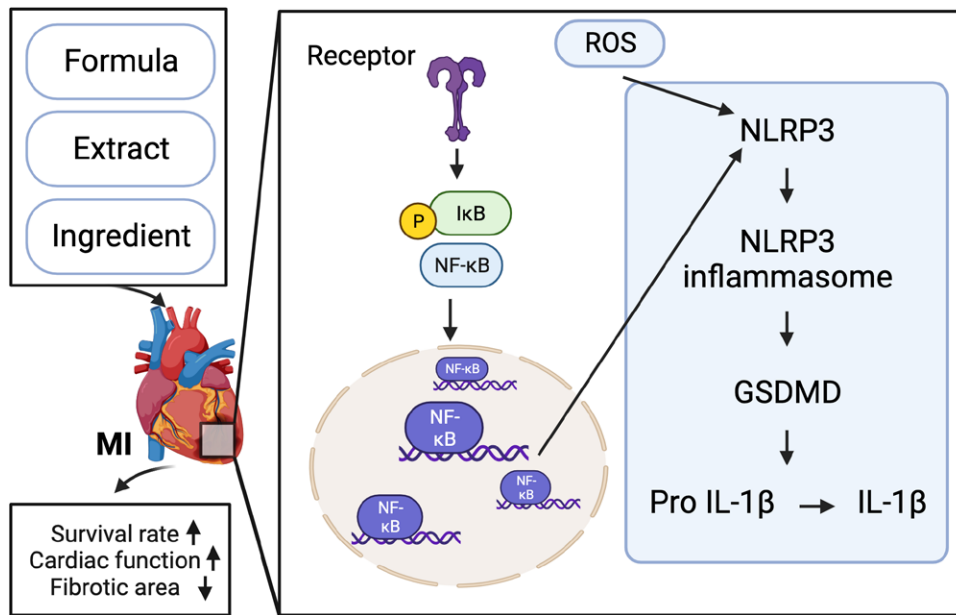 Formula
Extract
Ingredient
MI
Survival rate
Cardiac function
Fibrotic area
Receptor
P
IκB
NF-κB
NF-κB
NF-
κB
NF-
κB
NF-
κB
ROS
NLRP3
NLRP3
inflammasome
GSDMD
Pro IL-1β
IL-1β